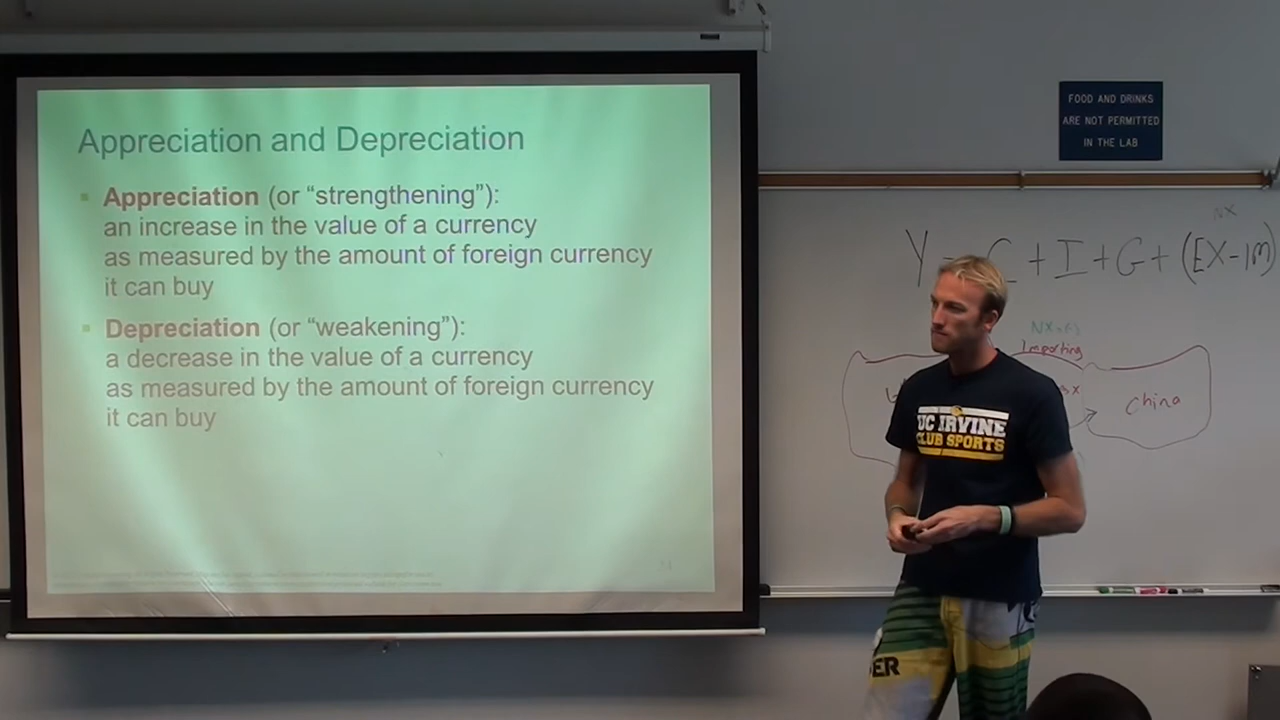 Appreciation and Depreciation
Appreciation (or “strengthening”):
an increase in the value of a currency
as measured by the amount of foreign currency
it can buy
Depreciation (or “weakening”):
a decrease in the value of a currency
as measured by the amount of foreign currency
it can buy
FOOD AND DRINKS
ARE NOT PERMITTED
IN THE LAB
NX
Y = C + I + G + (EX - IM)
Importing
China
UC IRVINE
CLUB SPORTS